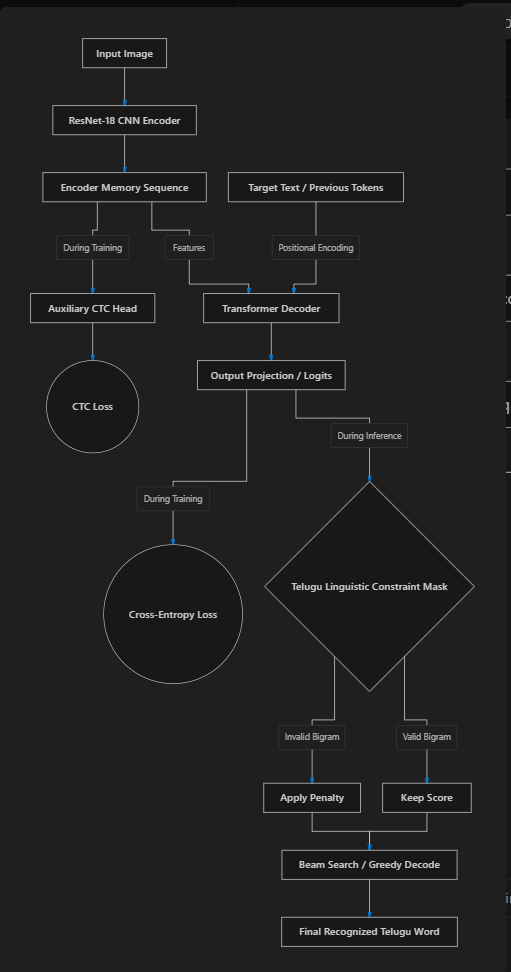 Input Image
ResNet-18 CNN Encoder
Encoder Memory Sequence
Target Text / Previous Tokens
During Training
Features
Positional Encoding
Auxiliary CTC Head
Transformer Decoder
CTC Loss
Output Projection / Logits
During Inference
During Training
Cross-Entropy Loss
Telugu Linguistic Constraint Mask
Invalid Bigram
Valid Bigram
Apply Penalty
Keep Score
Beam Search / Greedy Decode
Final Recognized Telugu Word